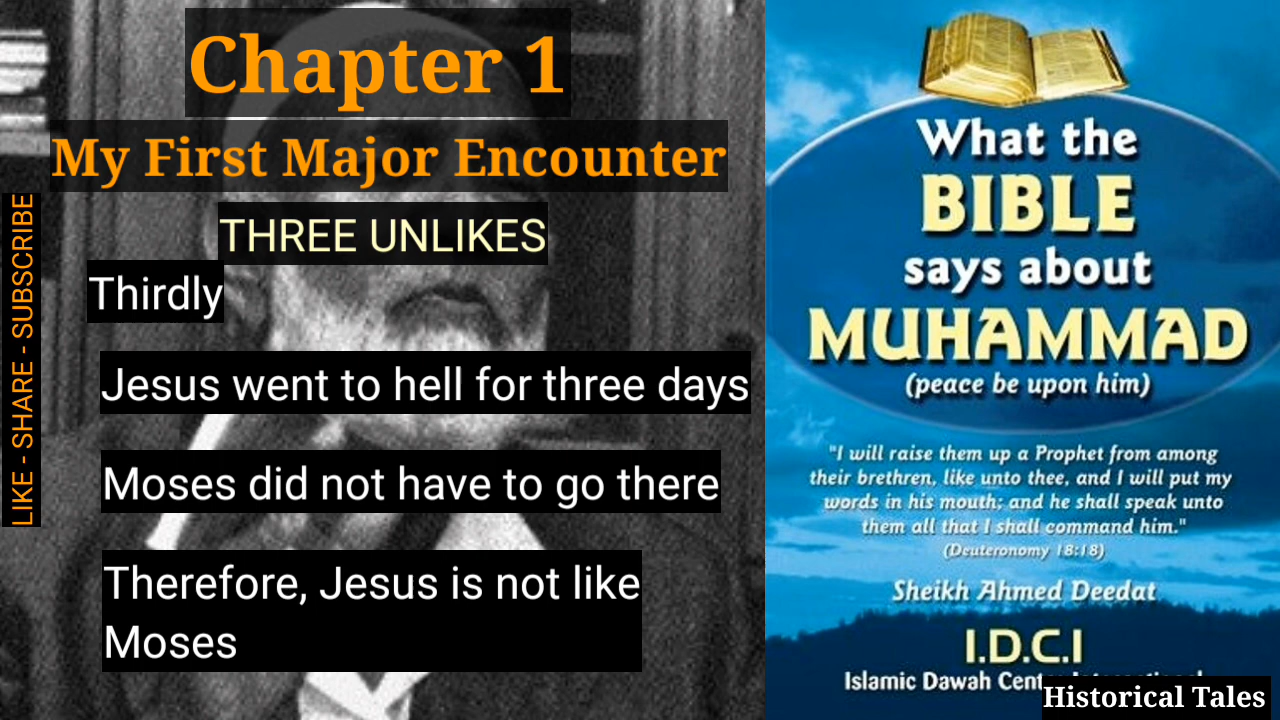 Chapter 1
My First Major Encounter
THREE UNLIKES
Thirdly
Jesus went to hell for three days
Moses did not have to go there
Therefore, Jesus is not like
Moses
LIKE - SHARE - SUBSCRIBE
What the
BIBLE
says about
MUHAMMAD
(peace be upon him)
"I will raise them up a Prophet from among
their brethren, like unto thee, and I will put my
words in his mouth; and he shall speak unto
them all that I shall command him."
(Deuteronomy 18:18)
Sheikh Ahmed Deedat
I.D.C.I
Islamic Dawah
Historical Tales